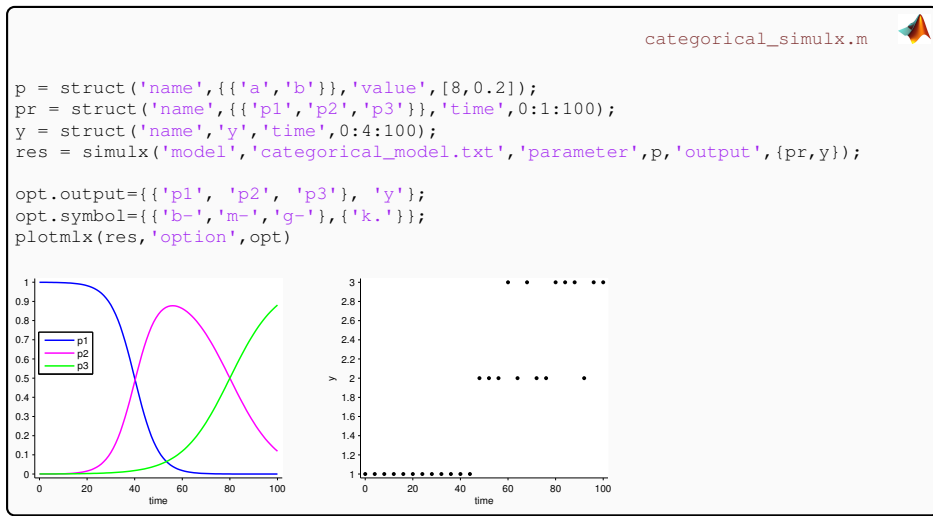 categorical_simulx.m
p = struct('name',{{'a','b'}},'value',[8,0.2]);
pr = struct('name',{{'p1','p2','p3'}},'time',0:1:100);
y = struct('name','y','time',0:4:100);
res = simulx('model','categorical_model.txt','parameter',p,'output',{pr,y});
opt.output={{'p1', 'p2', 'p3'}, 'y'};
opt.symbol={{'b-','m-','g-'},{'k.'}};
plotmlx(res,'option',opt)
1
0.9
0.8
0.7
0.6
0.5
0.4
0.3
0.2
0.1
0
p1
p2
p3
0 20 40 60 80 100
time
3
2.8
2.6
2.4
2.2
2
1.8
1.6
1.4
1.2
1
y
0 20 40 60 80 100
time